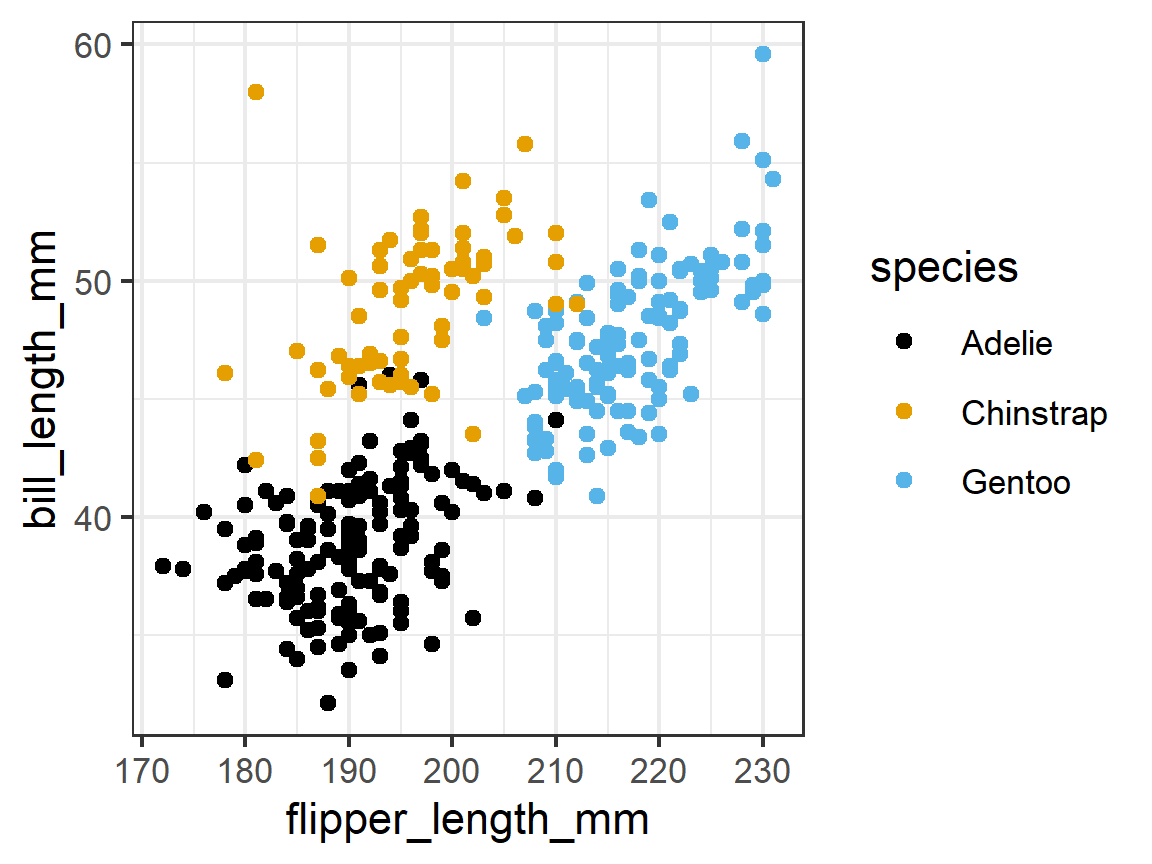 60
50
40
170 180 190 200 210 220 230
flipper_length_mm
bill_length_mm
species
Adelie
Chinstrap
Gentoo